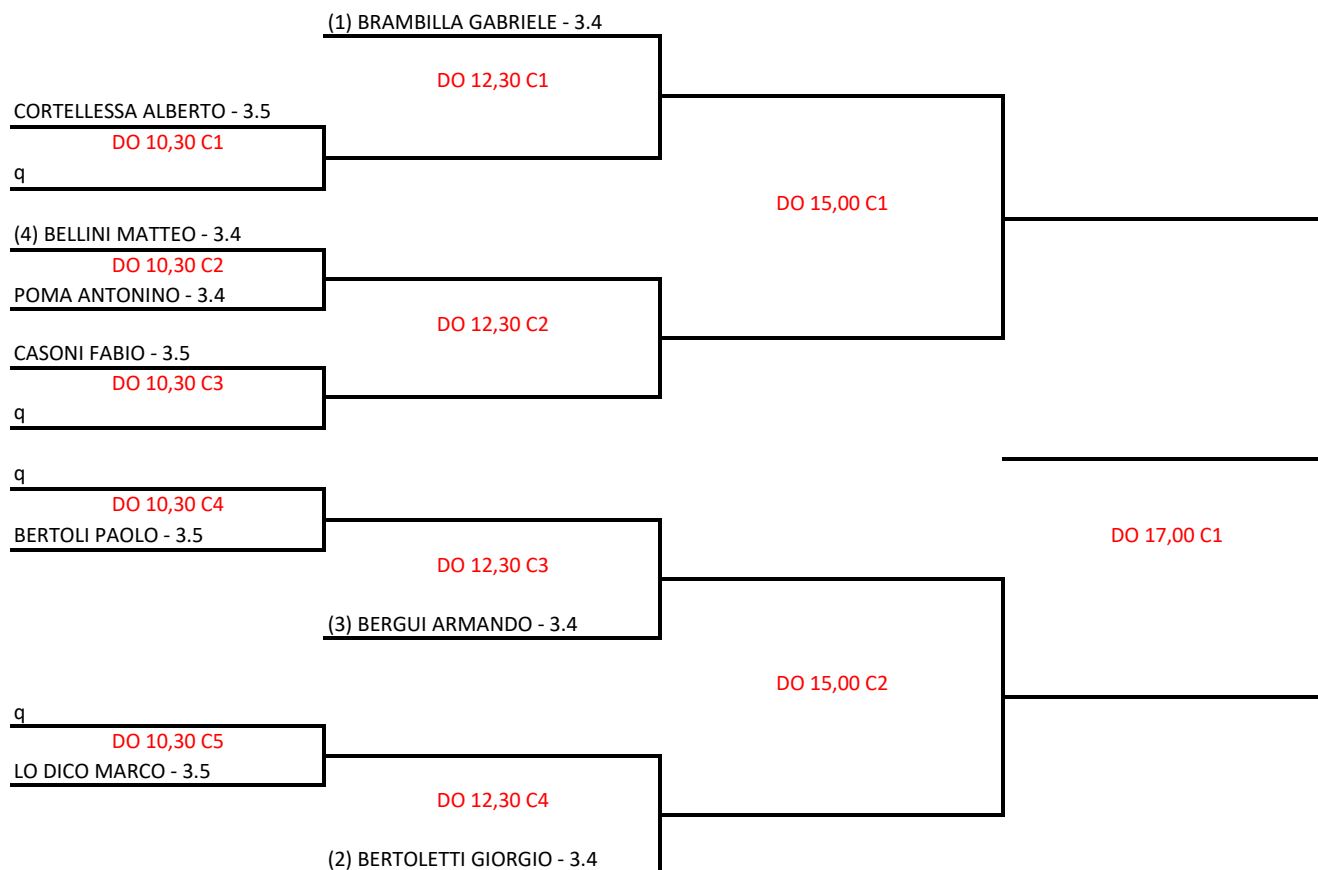 (1) BRAMBILLA GABRIELE - 3.4
DO 12,30 C1
CORTELLESSA ALBERTO - 3.5
DO 10,30 C1
q
DO 15,00 C1
(4) BELLINI MATTEO - 3.4
DO 10,30 C2
POMA ANTONINO - 3.4
DO 12,30 C2
CASONI FABIO - 3.5
DO 10,30 C3
q
q
DO 10,30 C4
BERTOLI PAOLO - 3.5
DO 17,00 C1
DO 12,30 C3
(3) BERGUI ARMANDO - 3.4
DO 15,00 C2
q
DO 10,30 C5
LO DICO MARCO - 3.5
DO 12,30 C4
(2) BERTOLETTI GIORGIO - 3.4